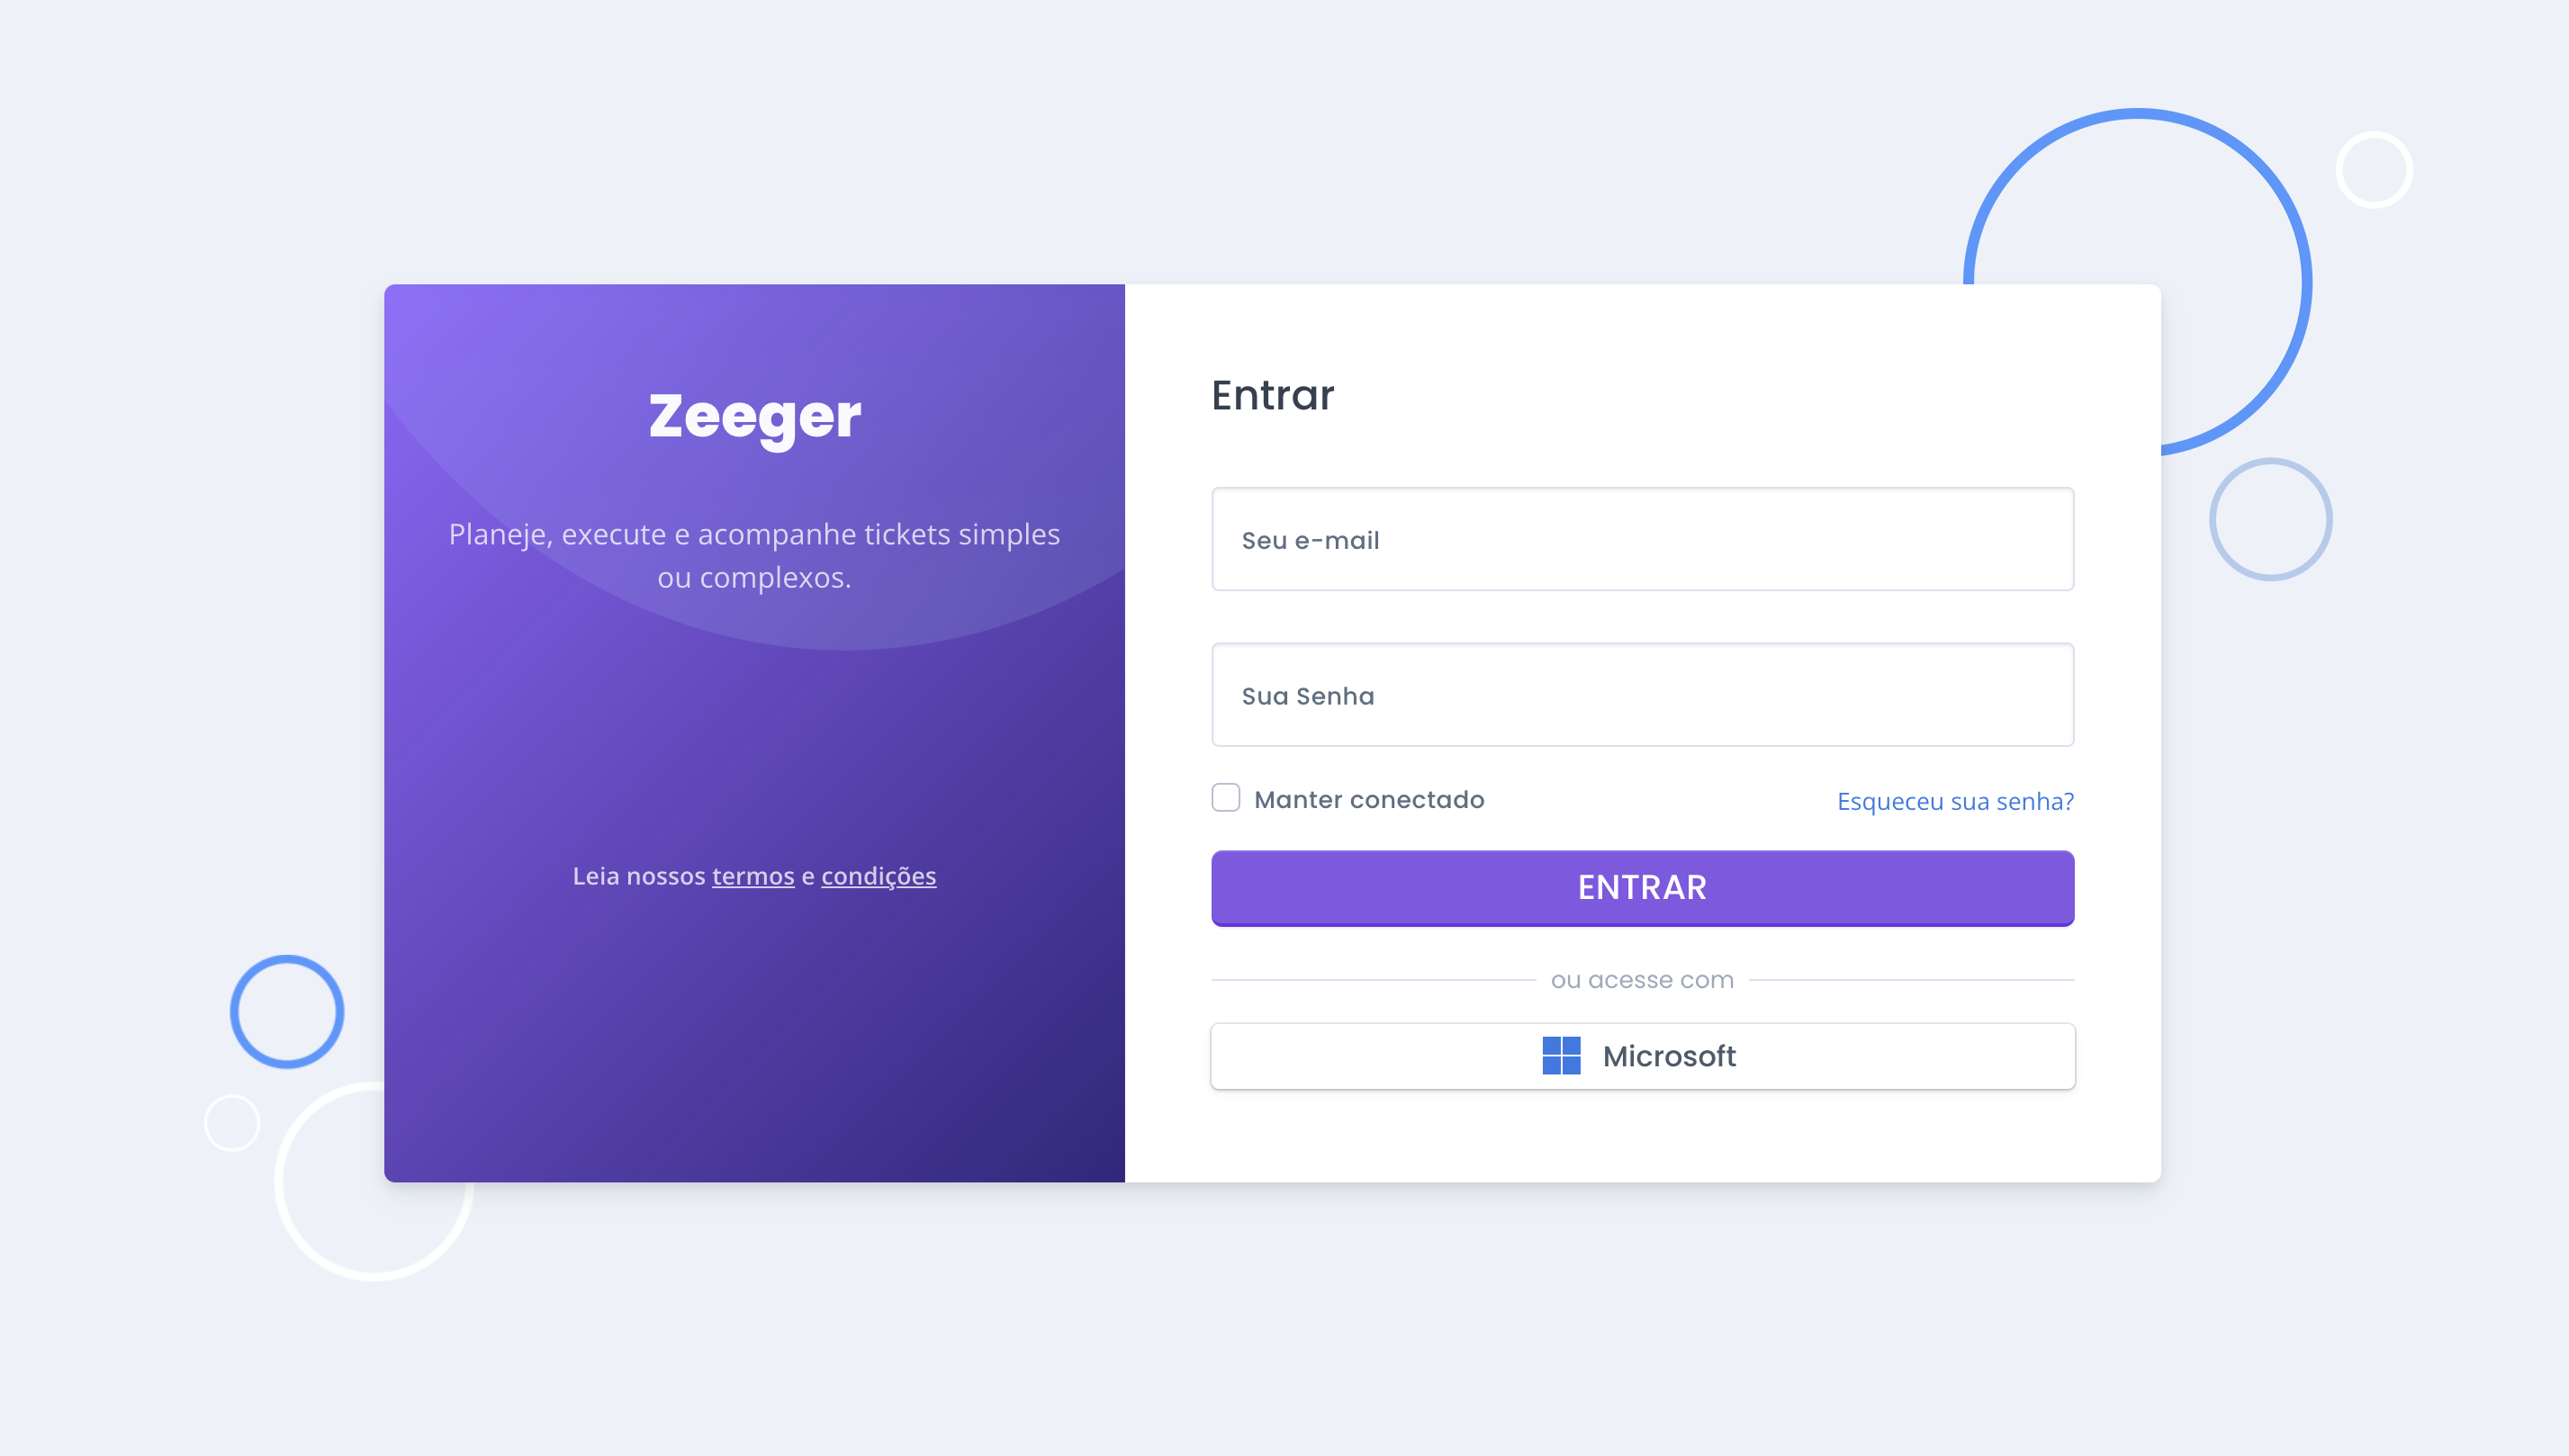 Zeeger
Planeje, execute e acompanhe tickets simples
ou complexos.
Leia nossos termos e condições
Entrar
Seu e-mail
Sua Senha
Manter conectado
Esqueceu sua senha?
ENTRAR
ou acesse com
Microsoft